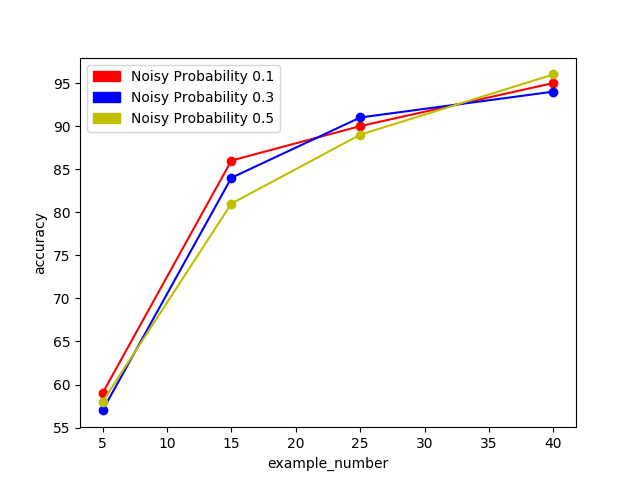 Noisy Probability 0.1
Noisy Probability 0.3
Noisy Probability 0.5
95
90
85
80
75
70
65
60
55
accuracy
5 10 15 20 25 30 35 40
example_number